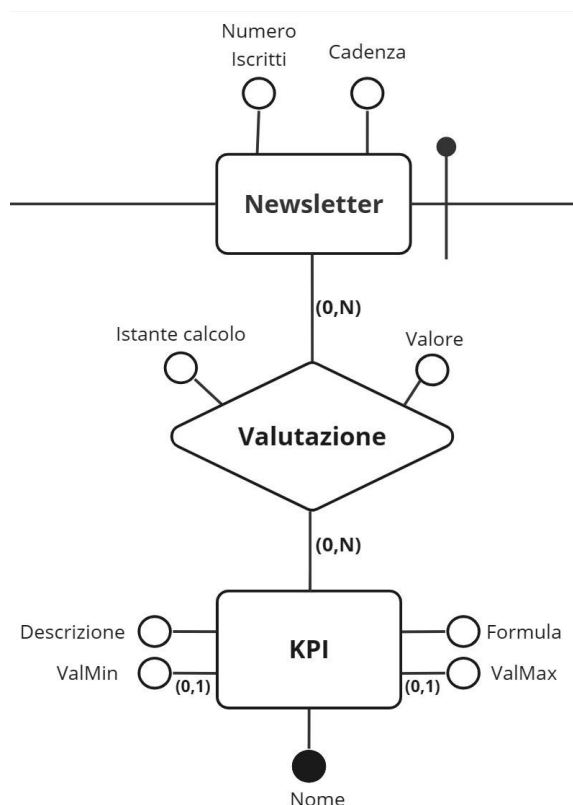 Numero
Iscritti
Cadenza
Newsletter
(0,N)
Istante calcolo
Valore
Valutazione
(0,N)
Descrizione
KPI
Formula
ValMin
(0,1)
(0,1)
ValMax
Nome